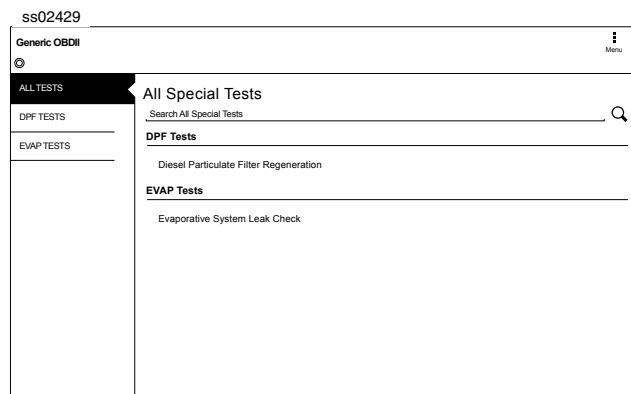 ss02429
Generic OBDII
Menu
ALL TESTS
DPF TESTS
EVAP TESTS
All Special Tests
Search All Special Tests
DPF Tests
Diesel Particulate Filter Regeneration
EVAP Tests
Evaporative System Leak Check